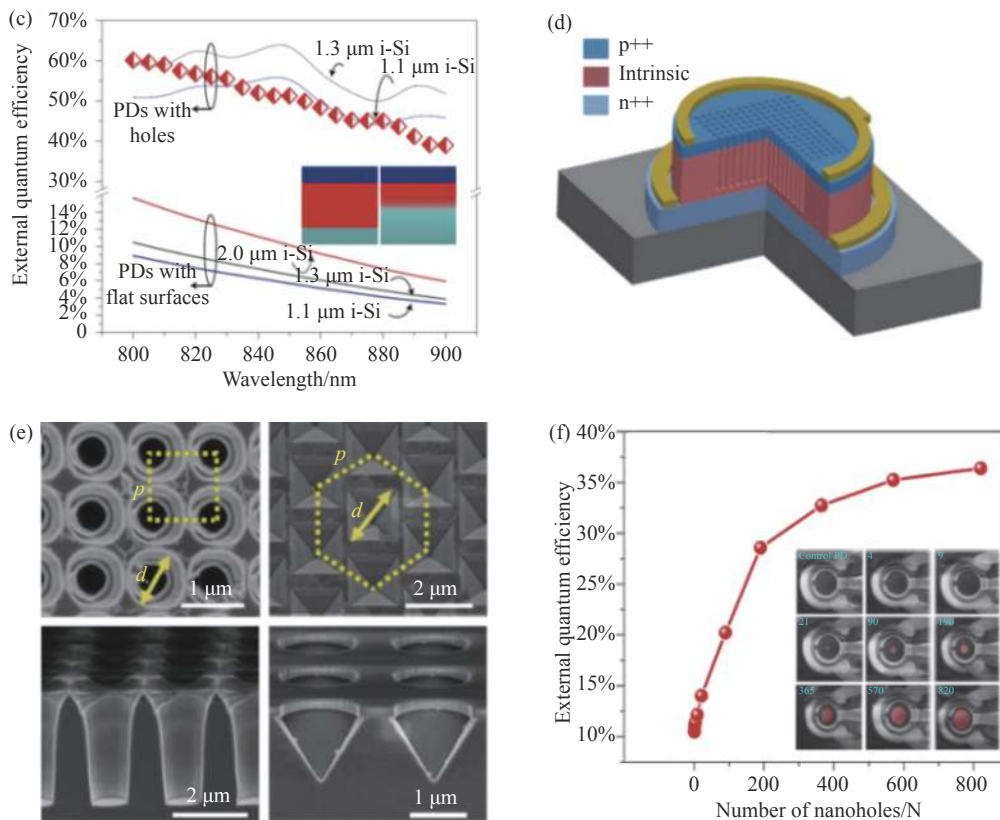 (c)
70%
60%
50%
40%
30%
14%
12%
10%
8%
6%
4%
2%
0
External quantum efficiency
1.3 μm i-Si
1.1 μm i-Si
PDs with
holes
2.0 μm i-Si
PDs with
flat surfaces
1.3 μm i-Si
1.1 μm i-Si
800 820 840 860 880 900
Wavelength/nm
(d)
p++
Intrinsic
n++
(e)
p
d
1 μm
p
d
2 μm
2 μm
1 μm
(f)
40%
35%
30%
25%
20%
15%
10%
External quantum efficiency
Control PD 4 9
21 90 190
365 570 820
0 200 400 600 800
Number of nanoholes/N